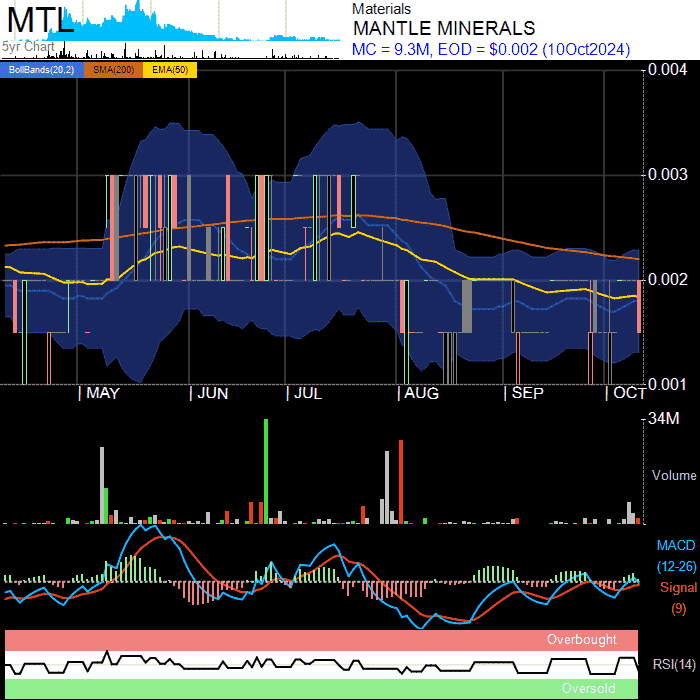 MTL
5yr Chart
Materials
MANTLE MINERALS
MC = 9.3M, EOD = $0.002 (10Oct2024)
BollBands(20,2) SMA(200) EMA(50)
0.004
0.003
0.002
0.001
| MAY | JUN | JUL | AUG | SEP | OCT
34M
Volume
MACD
(12-26)
Signal
(9)
Overbought
RSI(14)
Oversold